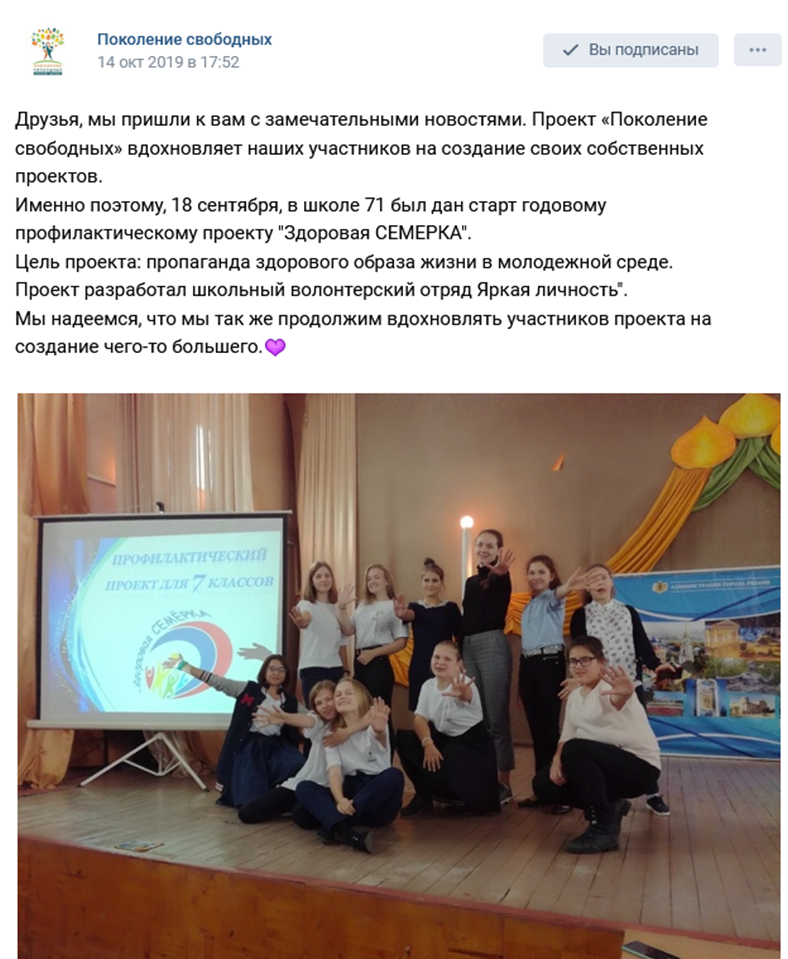 Поколение свободных
14 окт 2019 в 17:52
Вы подписаны
Друзья, мы пришли к вам с замечательными новостями. Проект «Поколение
свободных» вдохновляет наших участников на создание своих собственных
проектов.
Именно поэтому, 18 сентября, в школе 71 был дан старт годовому
профилактическому проекту "Здоровая СЕМЕРКА".
Цель проекта: пропаганда здорового образа жизни в молодежной среде.
Проект разработал школьный волонтерский отряд Яркая личность".
Мы надеемся, что мы так же продолжим вдохновлять участников проекта на
создание чего-то большего.💜
ПРОФИЛАКТИЧЕСКИЙ
ПРОЕКТ ДЛЯ 7 КЛАССОВ
Здоровая СЕМЁРКА
АДМИНИСТРАЦИЯ ГОРОДА РЯЗАНИ